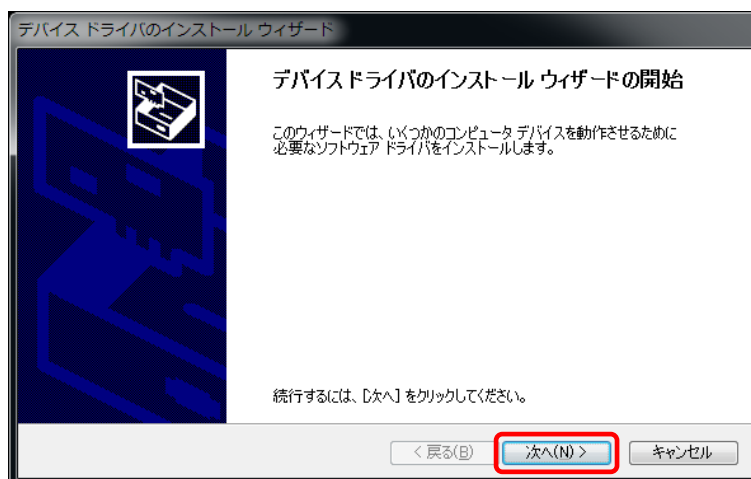 デバイス ドライバのインストール ウィザード
デバイス ドライバのインストール ウィザードの開始
このウィザードでは、いくつかのコンピュータ デバイスを動作させるために
必要なソフトウェア ドライバをインストールします。
続行するには、[次へ] をクリックしてください。
< 戻る(B) 次へ(N) > キャンセル